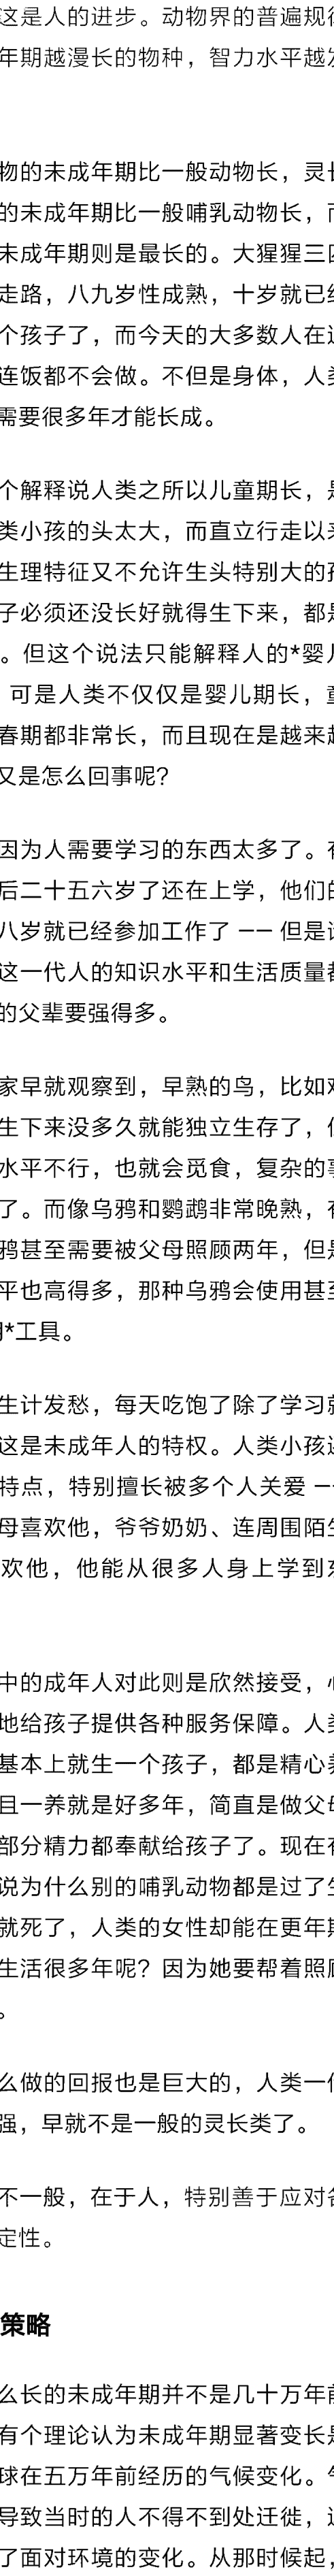 这是人的进步。动物界的普遍规
年期越漫长的物种，智力水平越
物的未成年期比一般动物长，灵
的未成年期比一般哺乳动物长，
未成年期则是最长的。大猩猩三
走路，八九岁性成熟，十岁就已
个孩子了，而今天的大多数人在
连饭都不会做。不但是身体，人
需要很多年才能长成。
个解释说人类之所以儿童期长，
类小孩的头太大，而直立行走以
生理特征又不允许生头特别大的
子必须还没长好就得生下来，都
。但这个说法只能解释人的*婴
可是人类不仅仅是婴儿期长，
春期都非常长，而且现在是越来
又是怎么回事呢？
因为人需要学习的东西太多了。
后二十五六岁了还在上学，他们
八岁就已经参加工作了 —— 但是
这一代人的知识水平和生活质量
的父辈要强得多。
家早就观察到，早熟的鸟，比如
生下来没多久就能独立生存了，
水平不行，也就会觅食，复杂的
了。而像乌鸦和鹦鹉非常晚熟，
鸦甚至需要被父母照顾两年，但
平也高得多，那种乌鸦会使用甚
*工具。
生计发愁，每天吃饱了除了学习
这是未成年人的特权。人类小孩
特点，特别擅长被多个人关爱 —
母喜欢他，爷爷奶奶、连周围陌
欢他，他能从很多人身上学到
中的成年人对此则是欣然接受，
地给孩子提供各种服务保障。人
基本上就生一个孩子，都是精心
且一养就是好多年，简直是做父
部分精力都奉献给孩子了。现在
说为什么别的哺乳动物都是过了
就死了，人类的女性却能在更年
生活很多年呢？因为她要帮着照
。
么做的回报也是巨大的，人类一
强，早就不是一般的灵长类了。
不一般，在于人，特别善于应对
定性。
策略
么长的未成年期并不是几十万年
有个理论认为未成年期显著变长
球在五万年前经历的气候变化。
导致当时的人不得不到处迁徙，
了面对环境的变化。从那时候起，